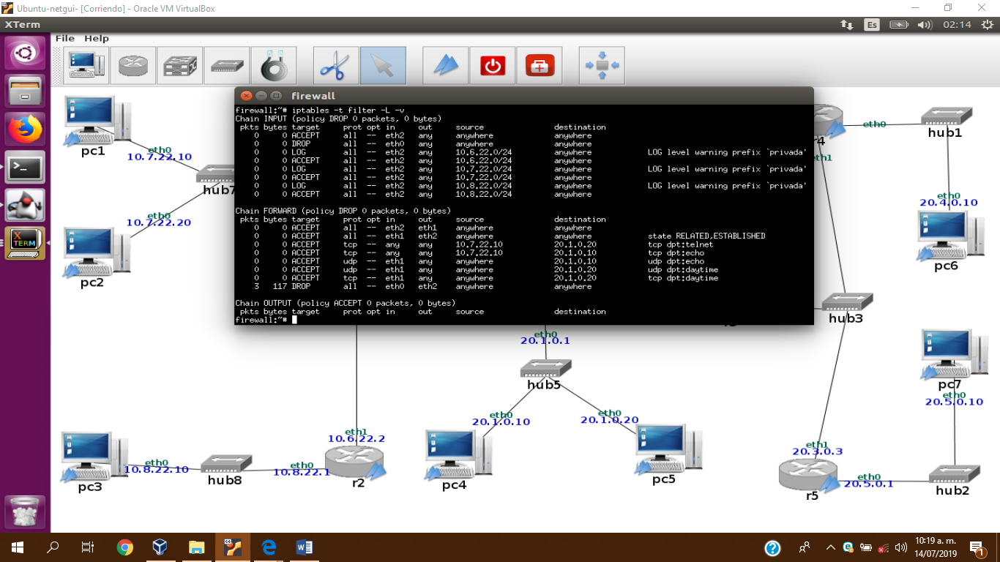 Ubuntu-netgui- [Corriendo] - Oracle VM VirtualBox
XTerm
Es
02:14
File Help
firewall
firewall:~# iptables -t filter -L -v
Chain INPUT (policy DROP 0 packets, 0 bytes)
pkts bytes target prot opt in out source destination
0 0 ACCEPT all -- eth2 any anywhere anywhere
0 0 DROP all -- eth0 any anywhere anywhere
0 0 LOG all -- eth2 any 10.6.22.0/24 anywhere LOG level warning prefix `privada'
0 0 ACCEPT all -- eth2 any 10.6.22.0/24 anywhere
0 0 LOG all -- eth2 any 10.7.22.0/24 anywhere LOG level warning prefix `privada'
0 0 ACCEPT all -- eth2 any 10.7.22.0/24 anywhere
0 0 LOG all -- eth2 any 10.8.22.0/24 anywhere LOG level warning prefix `privada'
0 0 ACCEPT all -- eth2 any 10.8.22.0/24 anywhere
Chain FORWARD (policy DROP 0 packets, 0 bytes)
pkts bytes target prot opt in out source destination
0 0 ACCEPT all -- eth2 eth1 anywhere anywhere
0 0 ACCEPT all -- eth1 eth2 anywhere anywhere state RELATED,ESTABLISHED
0 0 ACCEPT tcp -- any any 10.7.22.10 20.1.0.20 tcp dpt:telnet
0 0 ACCEPT tcp -- any any 10.7.22.10 20.1.0.10 tcp dpt:echo
0 0 ACCEPT udp -- eth1 any anywhere 20.1.0.10 udp dpt:echo
0 0 ACCEPT udp -- eth1 any anywhere 20.1.0.20 udp dpt:daytime
0 0 ACCEPT tcp -- eth1 any anywhere 20.1.0.20 tcp dpt:daytime
3 117 DROP all -- eth0 eth2 anywhere anywhere
Chain OUTPUT (policy ACCEPT 0 packets, 0 bytes)
pkts bytes target prot opt in out source destination
firewall:~#
pc1
eth0
10.7.22.10
hub7
eth0
10.7.22.20
pc2
r4
eth0
hub1
eth1
eth0
20.4.0.10
pc6
hub3
eth0
20.1.0.1
hub5
eth0
20.1.0.10
eth0
20.1.0.20
pc4
pc5
pc7
eth0
20.5.0.10
eth1
10.6.22.2
eth0
10.8.22.10
eth0
10.8.22.1
pc3
hub8
r2
eth1
20.3.0.3
eth0
20.5.0.1
r5
hub2
10:19 a. m.
14/07/2019
1